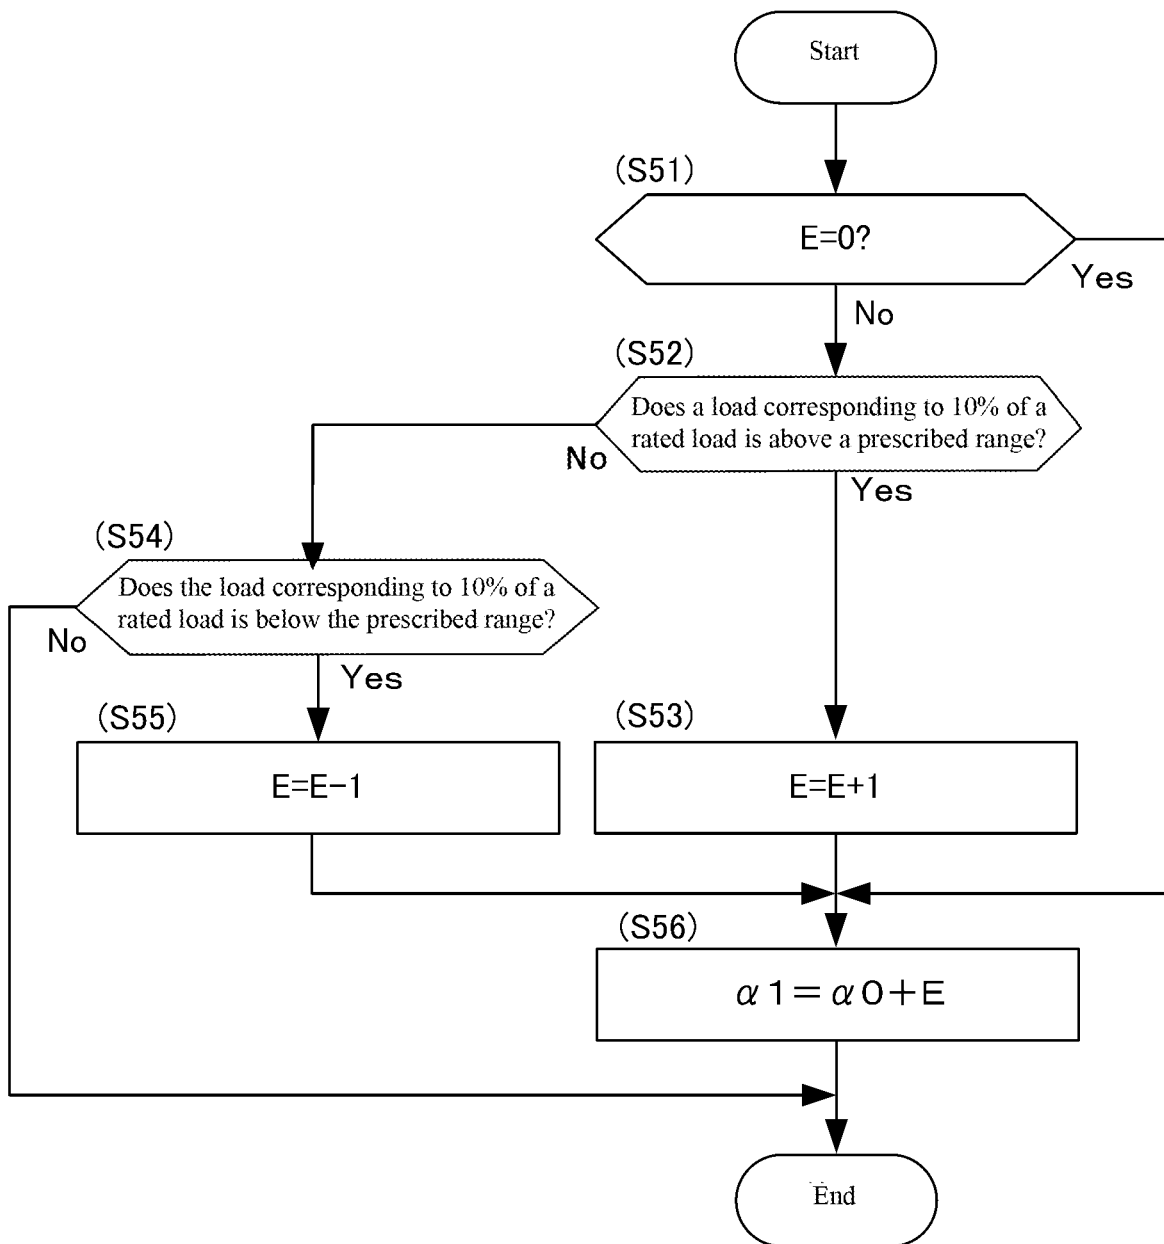 Start
(S51)
E=0?
Yes
No
(S52)
Does a load corresponding to 10% of a
rated load is above a prescribed range?
No
Yes
(S54)
Does the load corresponding to 10% of a
rated load is below the prescribed range?
No
Yes
(S55)
E=E-1
(S53)
E=E+1
(S56)
α1=α0+E
End